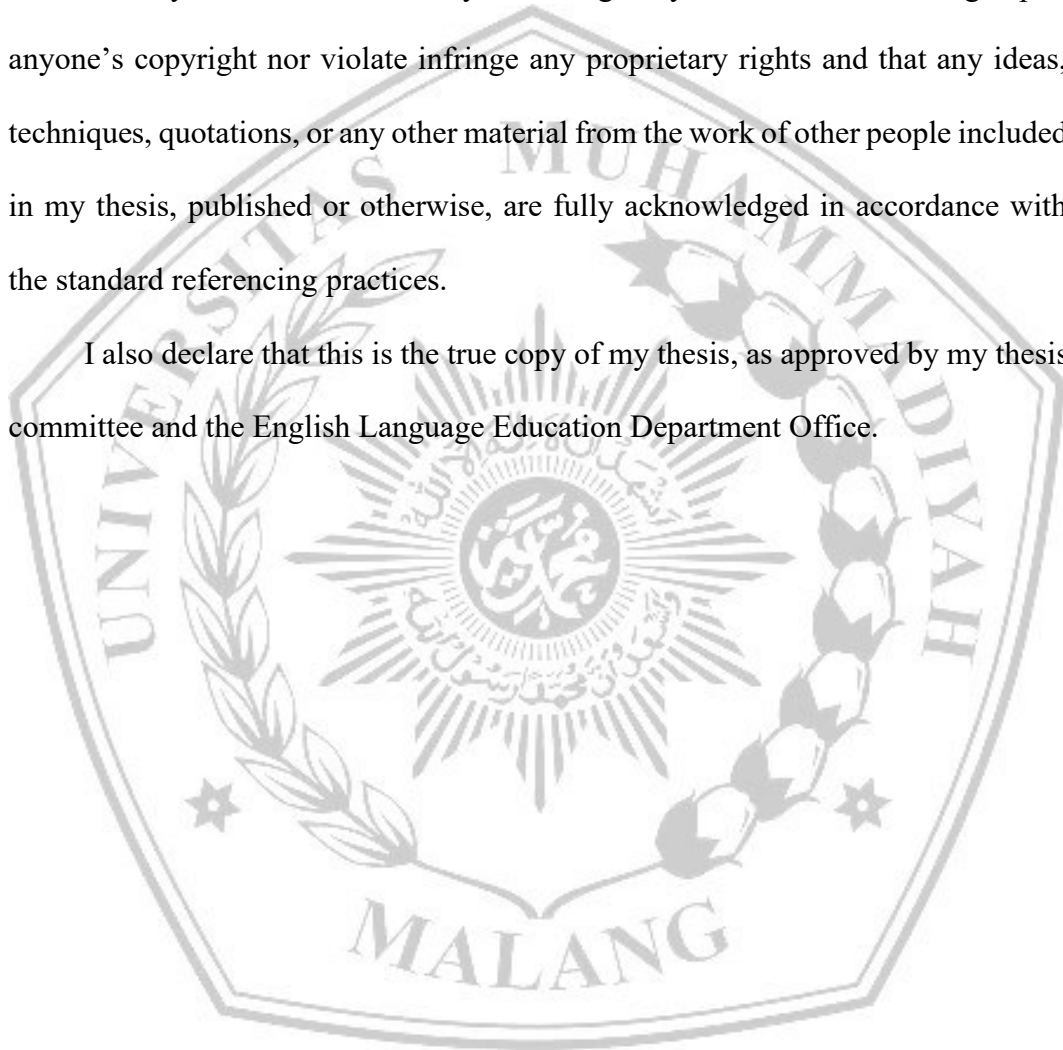 anyone’s copyright nor violate infringe any proprietary rights and that any ideas,
techniques, quotations, or any other material from the work of other people included
in my thesis, published or otherwise, are fully acknowledged in accordance with
the standard referencing practices.
I also declare that this is the true copy of my thesis, as approved by my thesis
committee and the English Language Education Department Office.
UNIVERSITAS MUHAMMADIYAH
MALANG